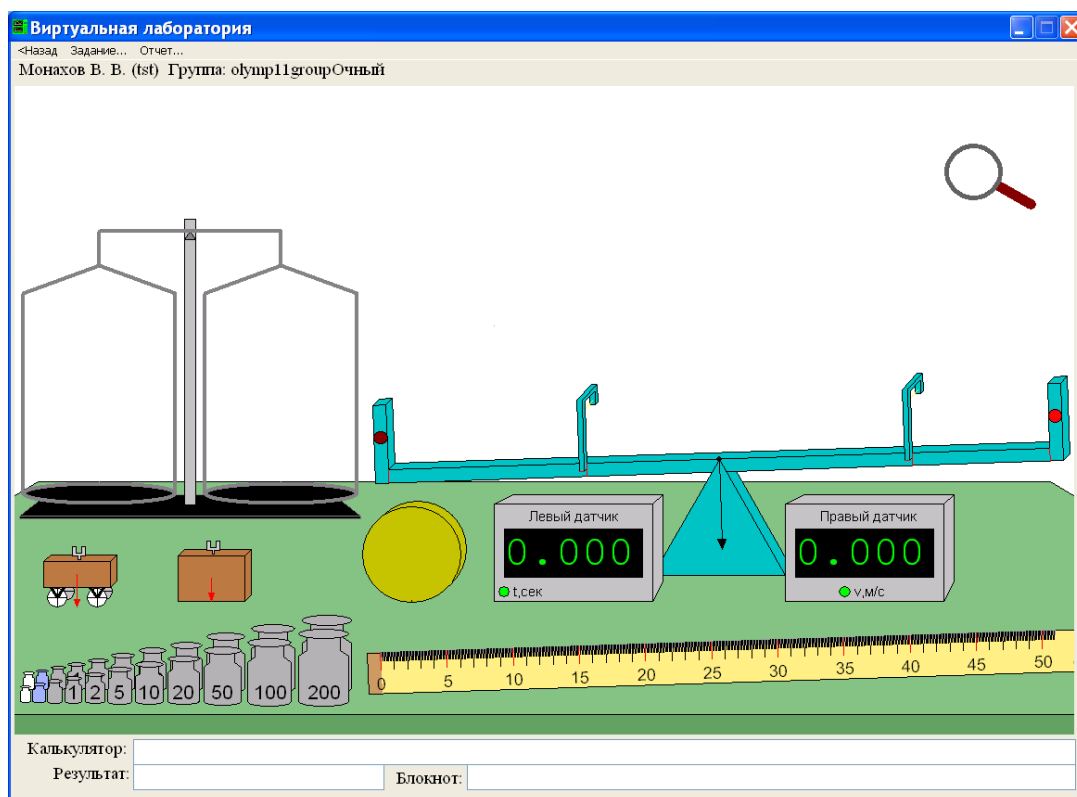 Виртуальная лаборатория
<Назад Задание... Отчет...
Монахов В. В. (tst) Группа: olymp11groupОчный
Левый датчик
Правый датчик
0.000
0.000
t,сек
v,м/с
1 2 5 10 20 50 100 200
0 5 10 15 20 25 30 35 40 45 50
Калькулятор:
Результат:
Блокнот: